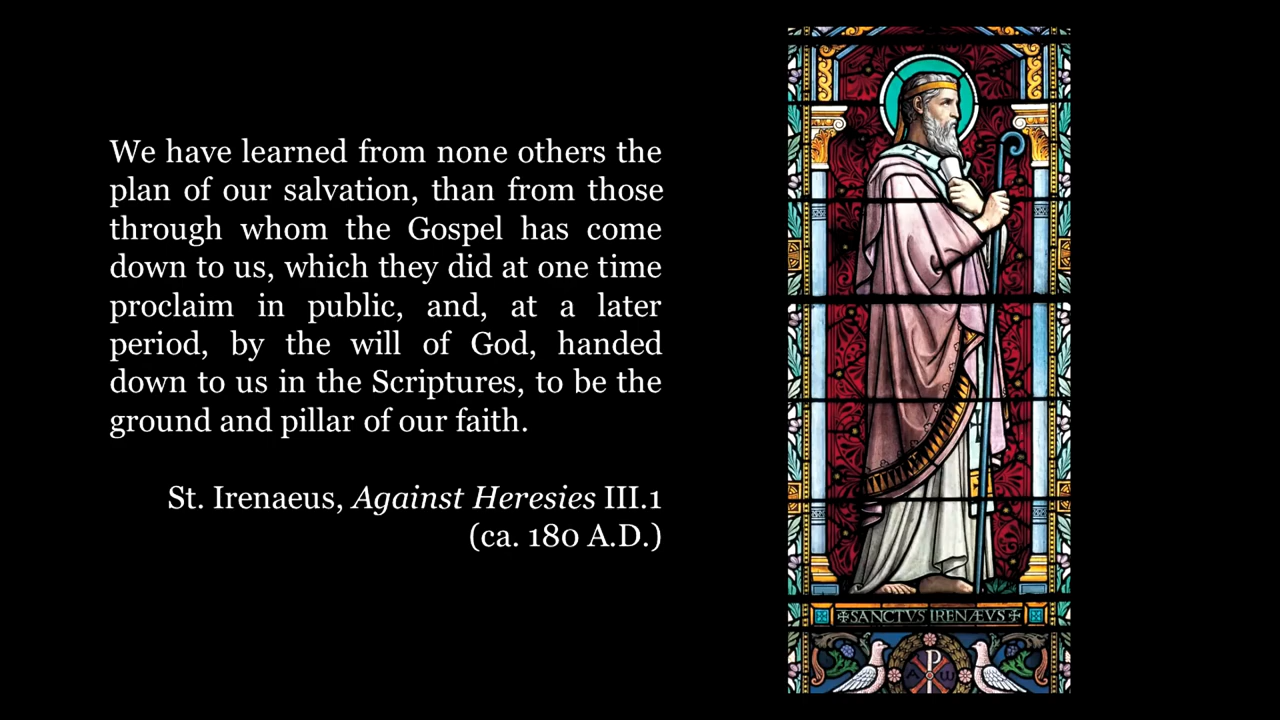 We have learned from none others the
plan of our salvation, than from those
through whom the Gospel has come
down to us, which they did at one time
proclaim in public, and, at a later
period, by the will of God, handed
down to us in the Scriptures, to be the
ground and pillar of our faith.
St. Irenaeus, Against Heresies III.1
(ca. 180 A.D.)
✠SANCTVS IRENÆVS✠
A ω